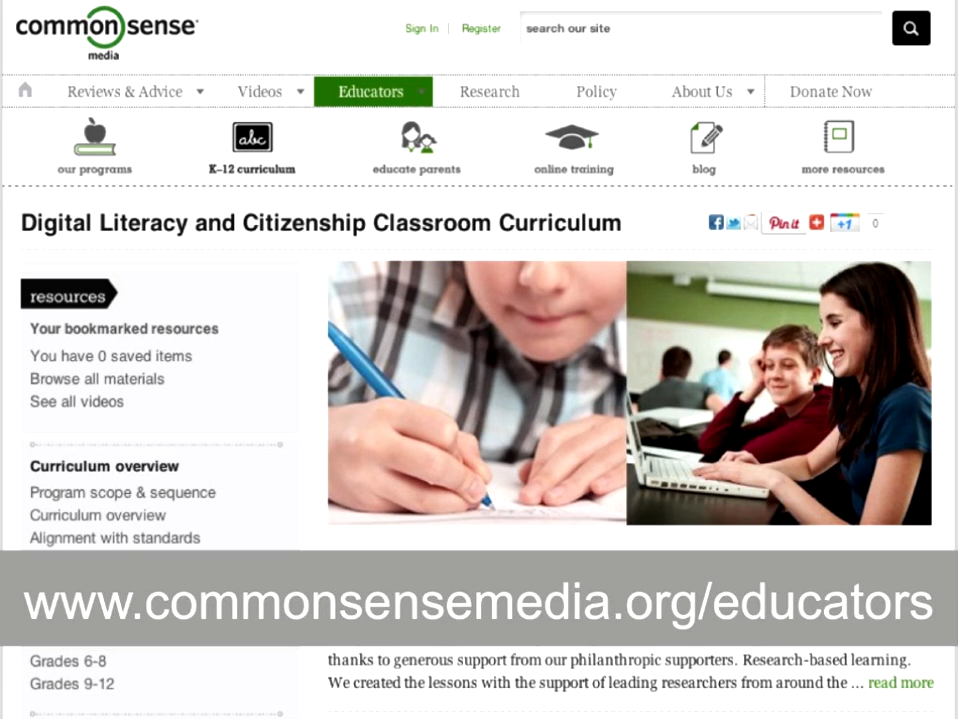 common sense
media
Sign In | Register
search our site
Reviews & Advice
Videos
Educators
Research
Policy
About Us
Donate Now
abc
our programs
K–12 curriculum
educate parents
online training
blog
more resources
Digital Literacy and Citizenship Classroom Curriculum
Pin it
+1
0
resources
Your bookmarked resources
You have 0 saved items
Browse all materials
See all videos
Curriculum overview
Program scope & sequence
Curriculum overview
Alignment with standards
www.commonsensemedia.org/educators
Grades 6-8
Grades 9-12
thanks to generous support from our philanthropic supporters. Research-based learning.
We created the lessons with the support of leading researchers from around the ... read more